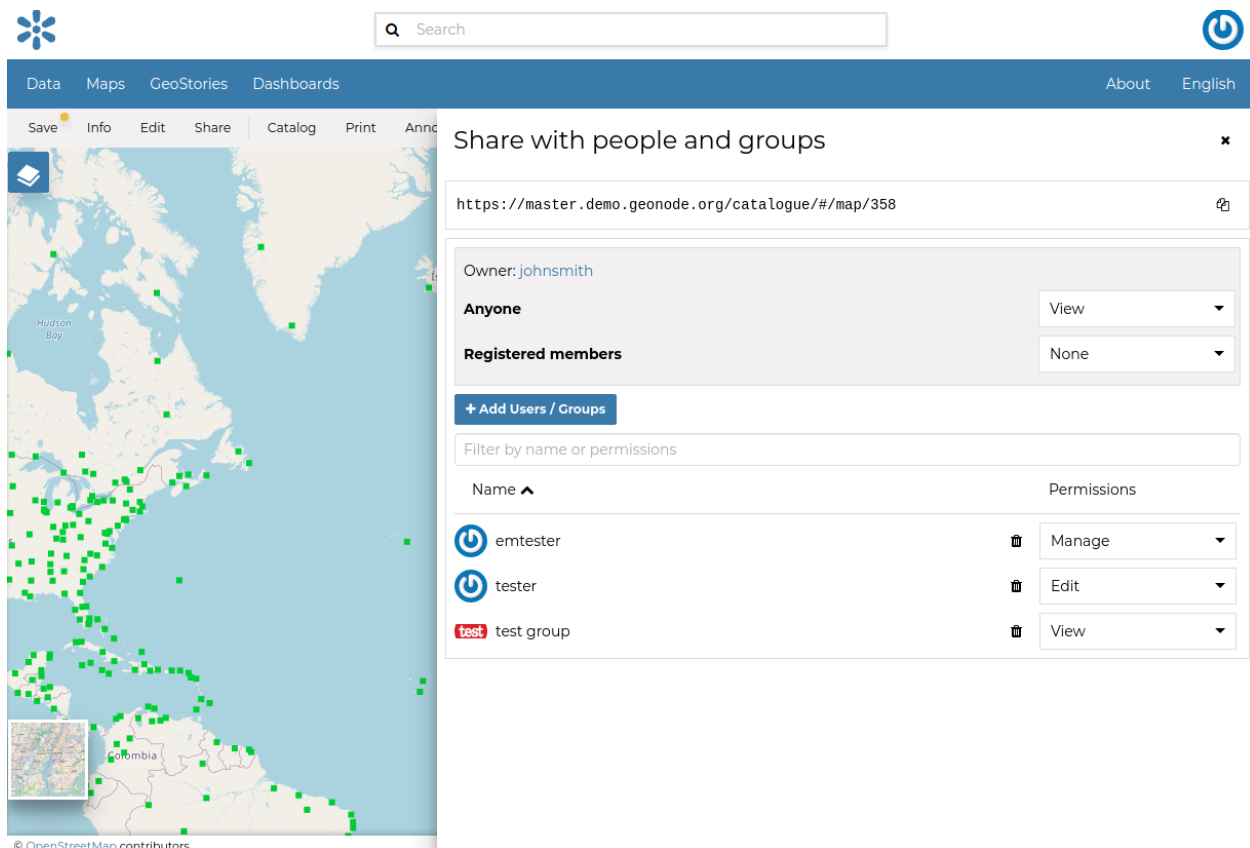 Search
Data Maps GeoStories Dashboards About English
Save Info Edit Share Catalog Print
Share with people and groups
https://master.demo.geonode.org/catalogue/#/map/358
Owner: johnsmith
Anyone View
Registered members None
+ Add Users / Groups
Filter by name or permissions
Name Permissions
emtester Manage
tester Edit
test test group View
Hudson
Bay
Colombia
© OpenStreetMap contributors